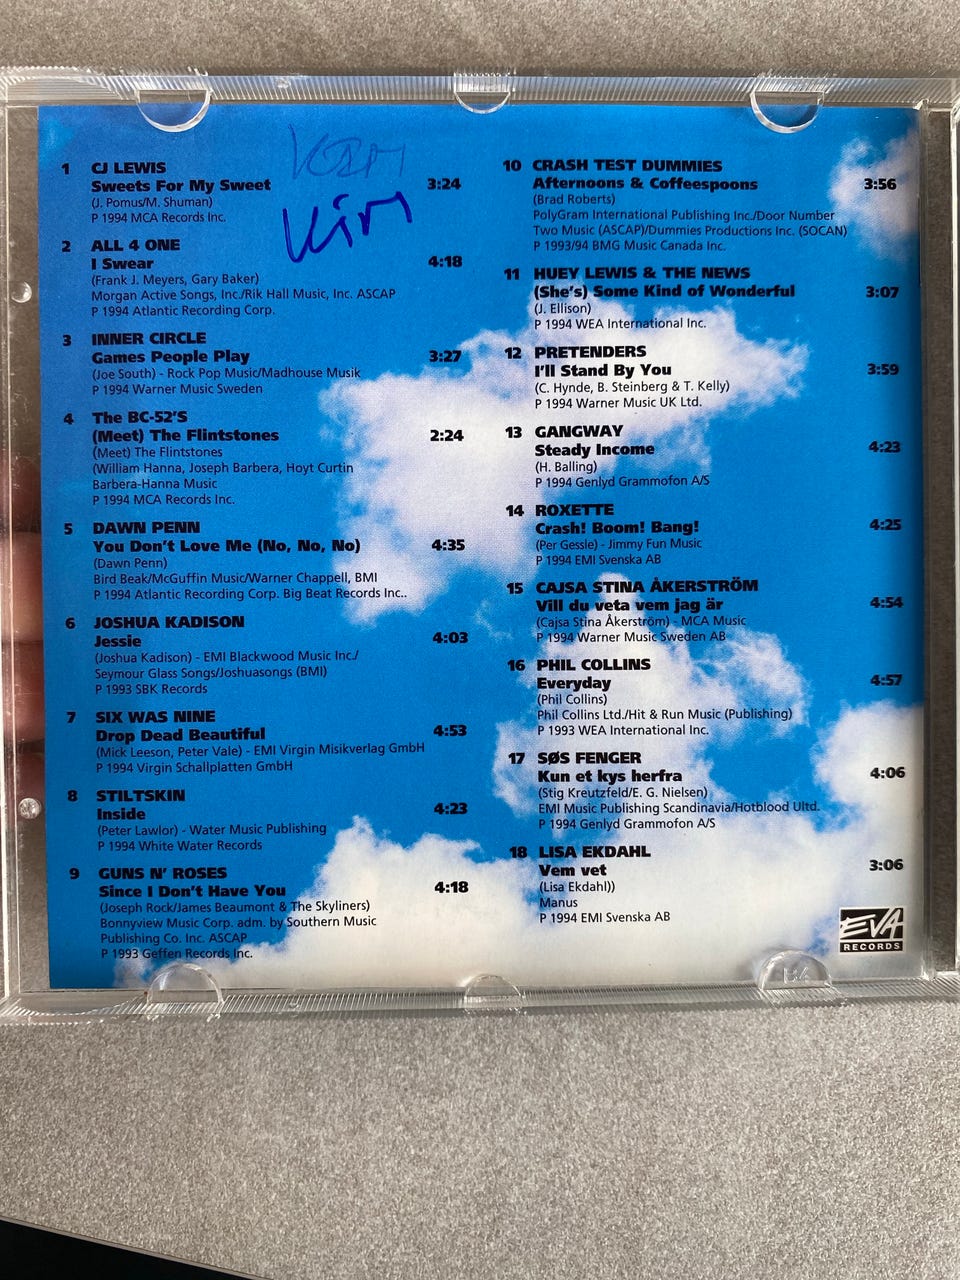 1 CJ LEWIS
Sweets For My Sweet 3:24
(J. Pomus/M. Shuman)
P 1994 MCA Records Inc.
Kim
2 ALL 4 ONE
I Swear 4:18
(Frank J. Meyers, Gary Baker)
Morgan Active Songs, Inc./Rik Hall Music, Inc. ASCAP
P 1994 Atlantic Recording Corp.
3 INNER CIRCLE
Games People Play 3:27
(Joe South) - Rock Pop Music/Madhouse Musik
P 1994 Warner Music Sweden
4 The BC-52'S
(Meet) The Flintstones 2:24
(Meet) The Flintstones
(William Hanna, Joseph Barbera, Hoyt Curtin
Barbera-Hanna Music
P 1994 MCA Records Inc.
5 DAWN PENN
You Don't Love Me (No, No, No) 4:35
(Dawn Penn)
Bird Beak/McGuffin Music/Warner Chappell, BMI
P 1994 Atlantic Recording Corp. Big Beat Records Inc..
6 JOSHUA KADISON
Jessie 4:03
(Joshua Kadison) - EMI Blackwood Music Inc./
Seymour Glass Songs/Joshuasongs (BMI)
P 1993 SBK Records
7 SIX WAS NINE
Drop Dead Beautiful 4:53
(Mick Leeson, Peter Vale) - EMI Virgin Misikverlag GmbH
P 1994 Virgin Schallplatten GmbH
8 STILTSKIN
Inside 4:23
(Peter Lawlor) - Water Music Publishing
P 1994 White Water Records
9 GUNS N' ROSES
Since I Don't Have You 4:18
(Joseph Rock/James Beaumont & The Skyliners)
Bonnyview Music Corp. adm. by Southern Music
Publishing Co. Inc. ASCAP
P 1993 Geffen Records Inc.
10 CRASH TEST DUMMIES
Afternoons & Coffeespoons 3:56
(Brad Roberts)
PolyGram International Publishing Inc./Door Number
Two Music (ASCAP)/Dummies Productions Inc. (SOCAN)
P 1993/94 BMG Music Canada Inc.
11 HUEY LEWIS & THE NEWS
(She's) Some Kind of Wonderful 3:07
(J. Ellison)
P 1994 WEA International Inc.
12 PRETENDERS
I'll Stand By You 3:59
(C. Hynde, B. Steinberg & T. Kelly)
P 1994 Warner Music UK Ltd.
13 GANGWAY
Steady Income 4:23
(H. Balling)
P 1994 Genlyd Grammofon A/S
14 ROXETTE
Crash! Boom! Bang! 4:25
(Per Gessle) - Jimmy Fun Music
P 1994 EMI Svenska AB
15 CAJSA STINA ÅKERSTRÖM
Vill du veta vem jag är 4:54
(Cajsa Stina Åkerström) - MCA Music
P 1994 Warner Music Sweden AB
16 PHIL COLLINS
Everyday 4:57
(Phil Collins)
Phil Collins Ltd./Hit & Run Music (Publishing)
P 1993 WEA International Inc.
17 SØS FENGER
Kun et kys herfra 4:06
(Stig Kreutzfeld/E. G. Nielsen)
EMI Music Publishing Scandinavia/Hotblood Ultd.
P 1994 Genlyd Grammofon A/S
18 LISA EKDAHL
Vem vet 3:06
(Lisa Ekdahl))
Manus
P 1994 EMI Svenska AB
EVA
RECORDS